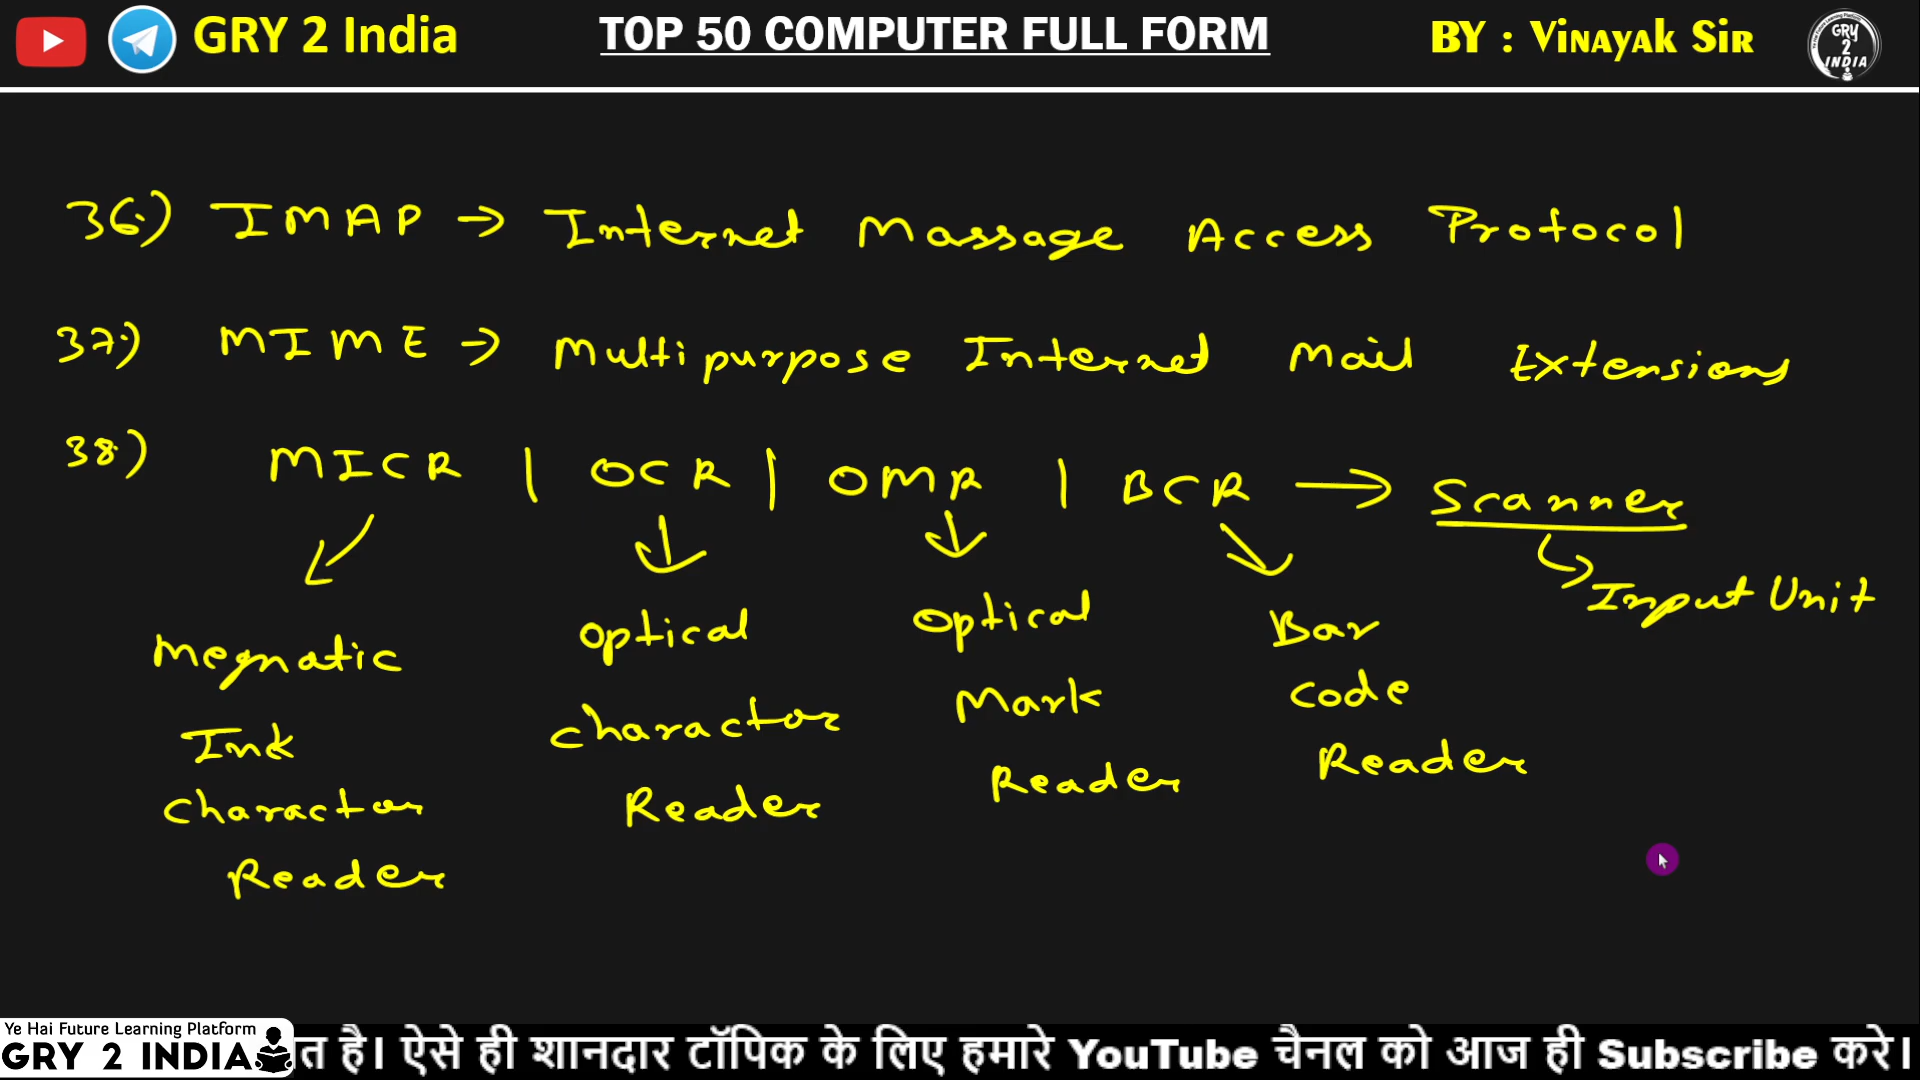 GRY 2 India
TOP 50 COMPUTER FULL FORM
BY : Vinayak Sir
GRY 2 INDIA
36.) IMAP → Internet Massage Access Protocol
37.) MIME → Multipurpose Internet Mail Extensions
38.) MICR | OCR | OMR | BCR → Scanner
Input Unit
Megnatic Ink Charactor Reader
Optical Charactor Reader
Optical Mark Reader
Bar Code Reader
Ye Hai Future Learning Platform
GRY 2 INDIA
त है। ऐसे ही शानदार टॉपिक के लिए हमारे YouTube चैनल को आज ही Subscribe करे।